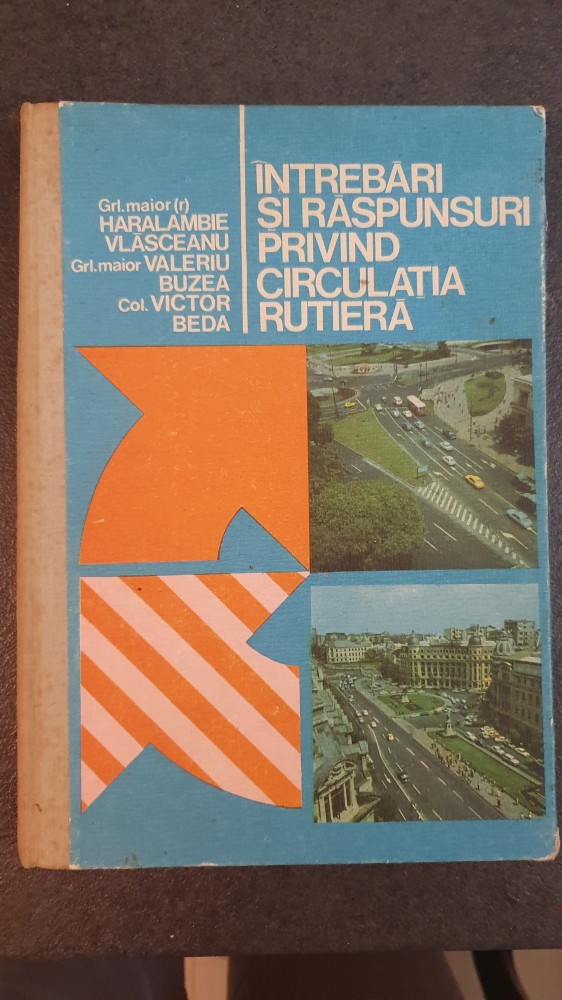 Grl. maior (r)
HARALAMBIE
VLĂSCEANU
Grl. maior VALERIU
BUZEA
Col. VICTOR
BEDA
ÎNTREBĂRI
ȘI RĂSPUNSURI
PRIVIND
CIRCULAȚIA
RUTIERĂ